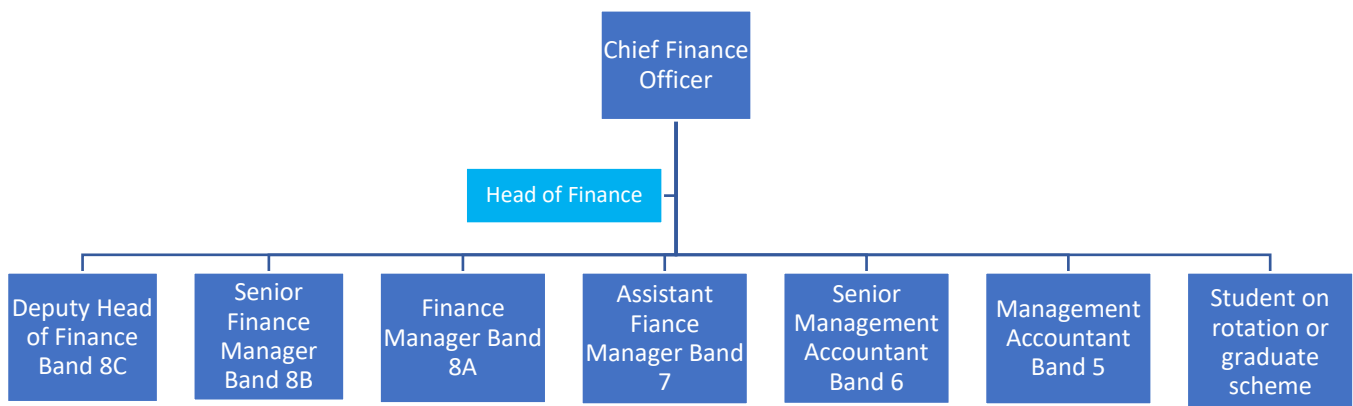 Chief Finance
Officer
Head of Finance
Deputy Head
of Finance
Band 8C
Senior
Finance
Manager
Band 8B
Finance
Manager Band
8A
Assistant
Fiance
Manager Band
7
Senior
Management
Accountant
Band 6
Management
Accountant
Band 5
Student on
rotation or
graduate
scheme